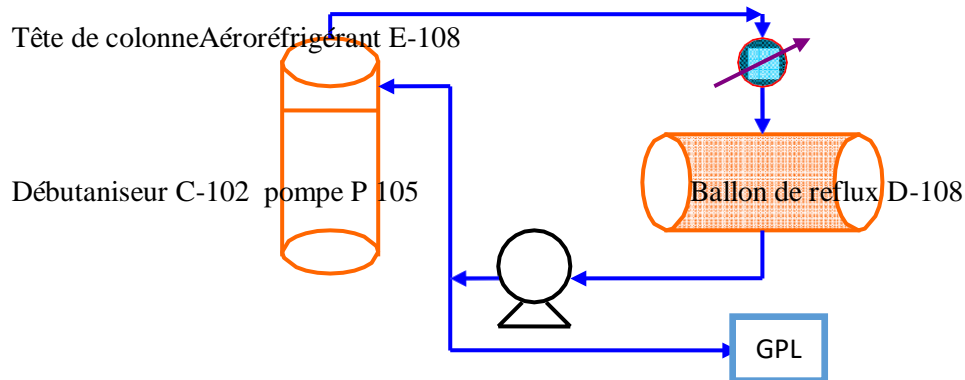 Tête de colonneAéroréfrigérant E-108
Débutaniseur C-102 pompe P 105
Ballon de reflux D-108
GPL